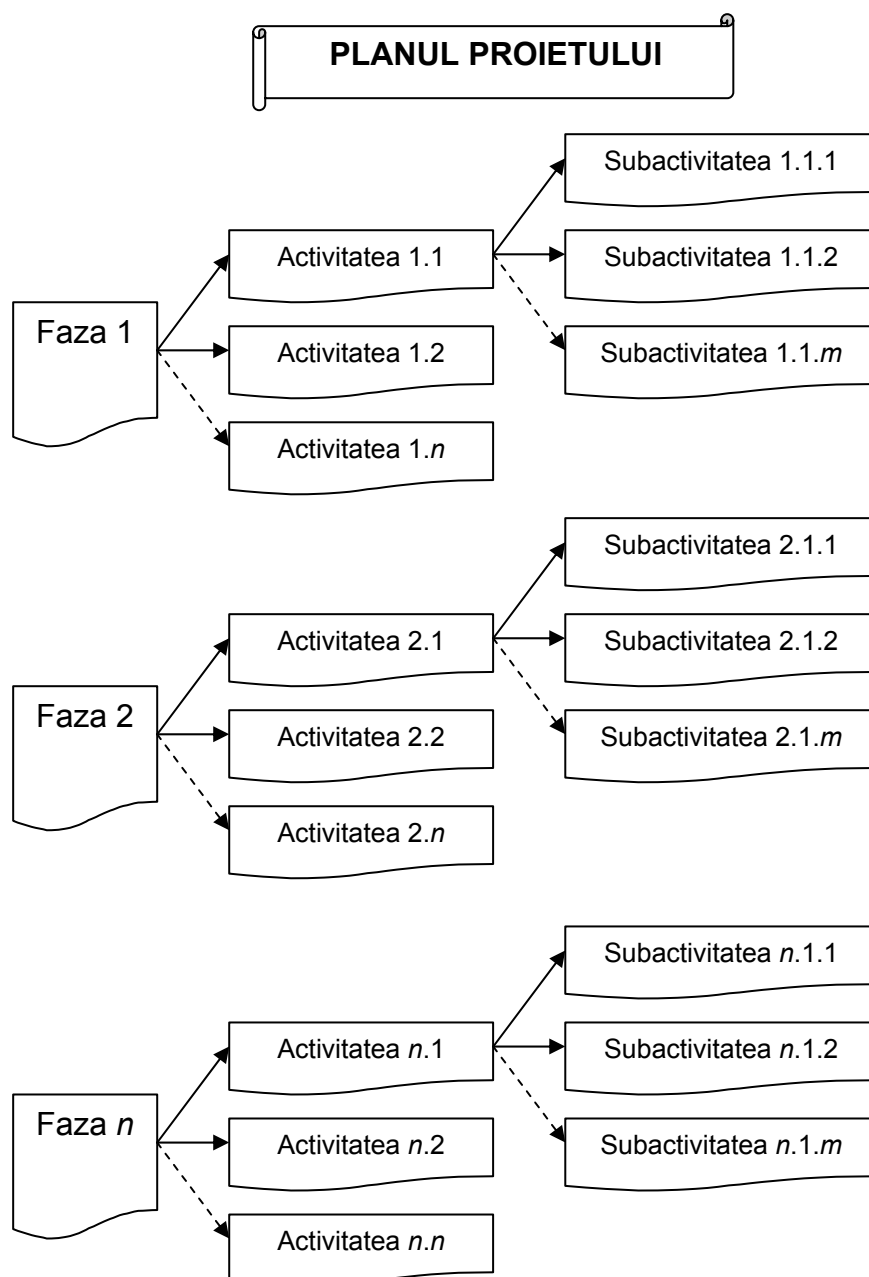 PLANUL PROIETULUI
Subactivitatea 1.1.1
Activitatea 1.1
Subactivitatea 1.1.2
Faza 1
Activitatea 1.2
Subactivitatea 1.1.m
Activitatea 1.n
Subactivitatea 2.1.1
Activitatea 2.1
Subactivitatea 2.1.2
Faza 2
Activitatea 2.2
Subactivitatea 2.1.m
Activitatea 2.n
Subactivitatea n.1.1
Activitatea n.1
Subactivitatea n.1.2
Faza n
Activitatea n.2
Subactivitatea n.1.m
Activitatea n.n